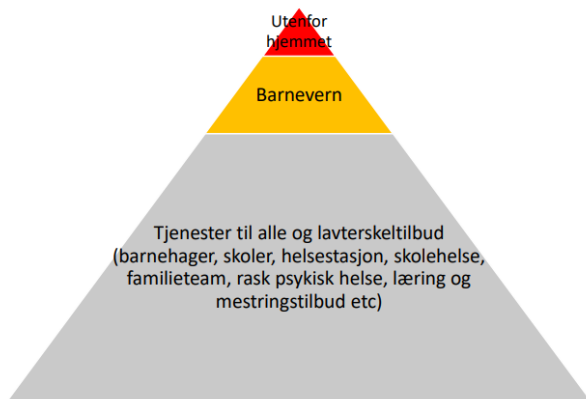 Utenfor
hjemmet
Barnevern
Tjenester til alle og lavterskeltilbud
(barnehager, skoler, helsestasjon, skolehelse,
familieteam, rask psykisk helse, læring og
mestringstilbud etc)